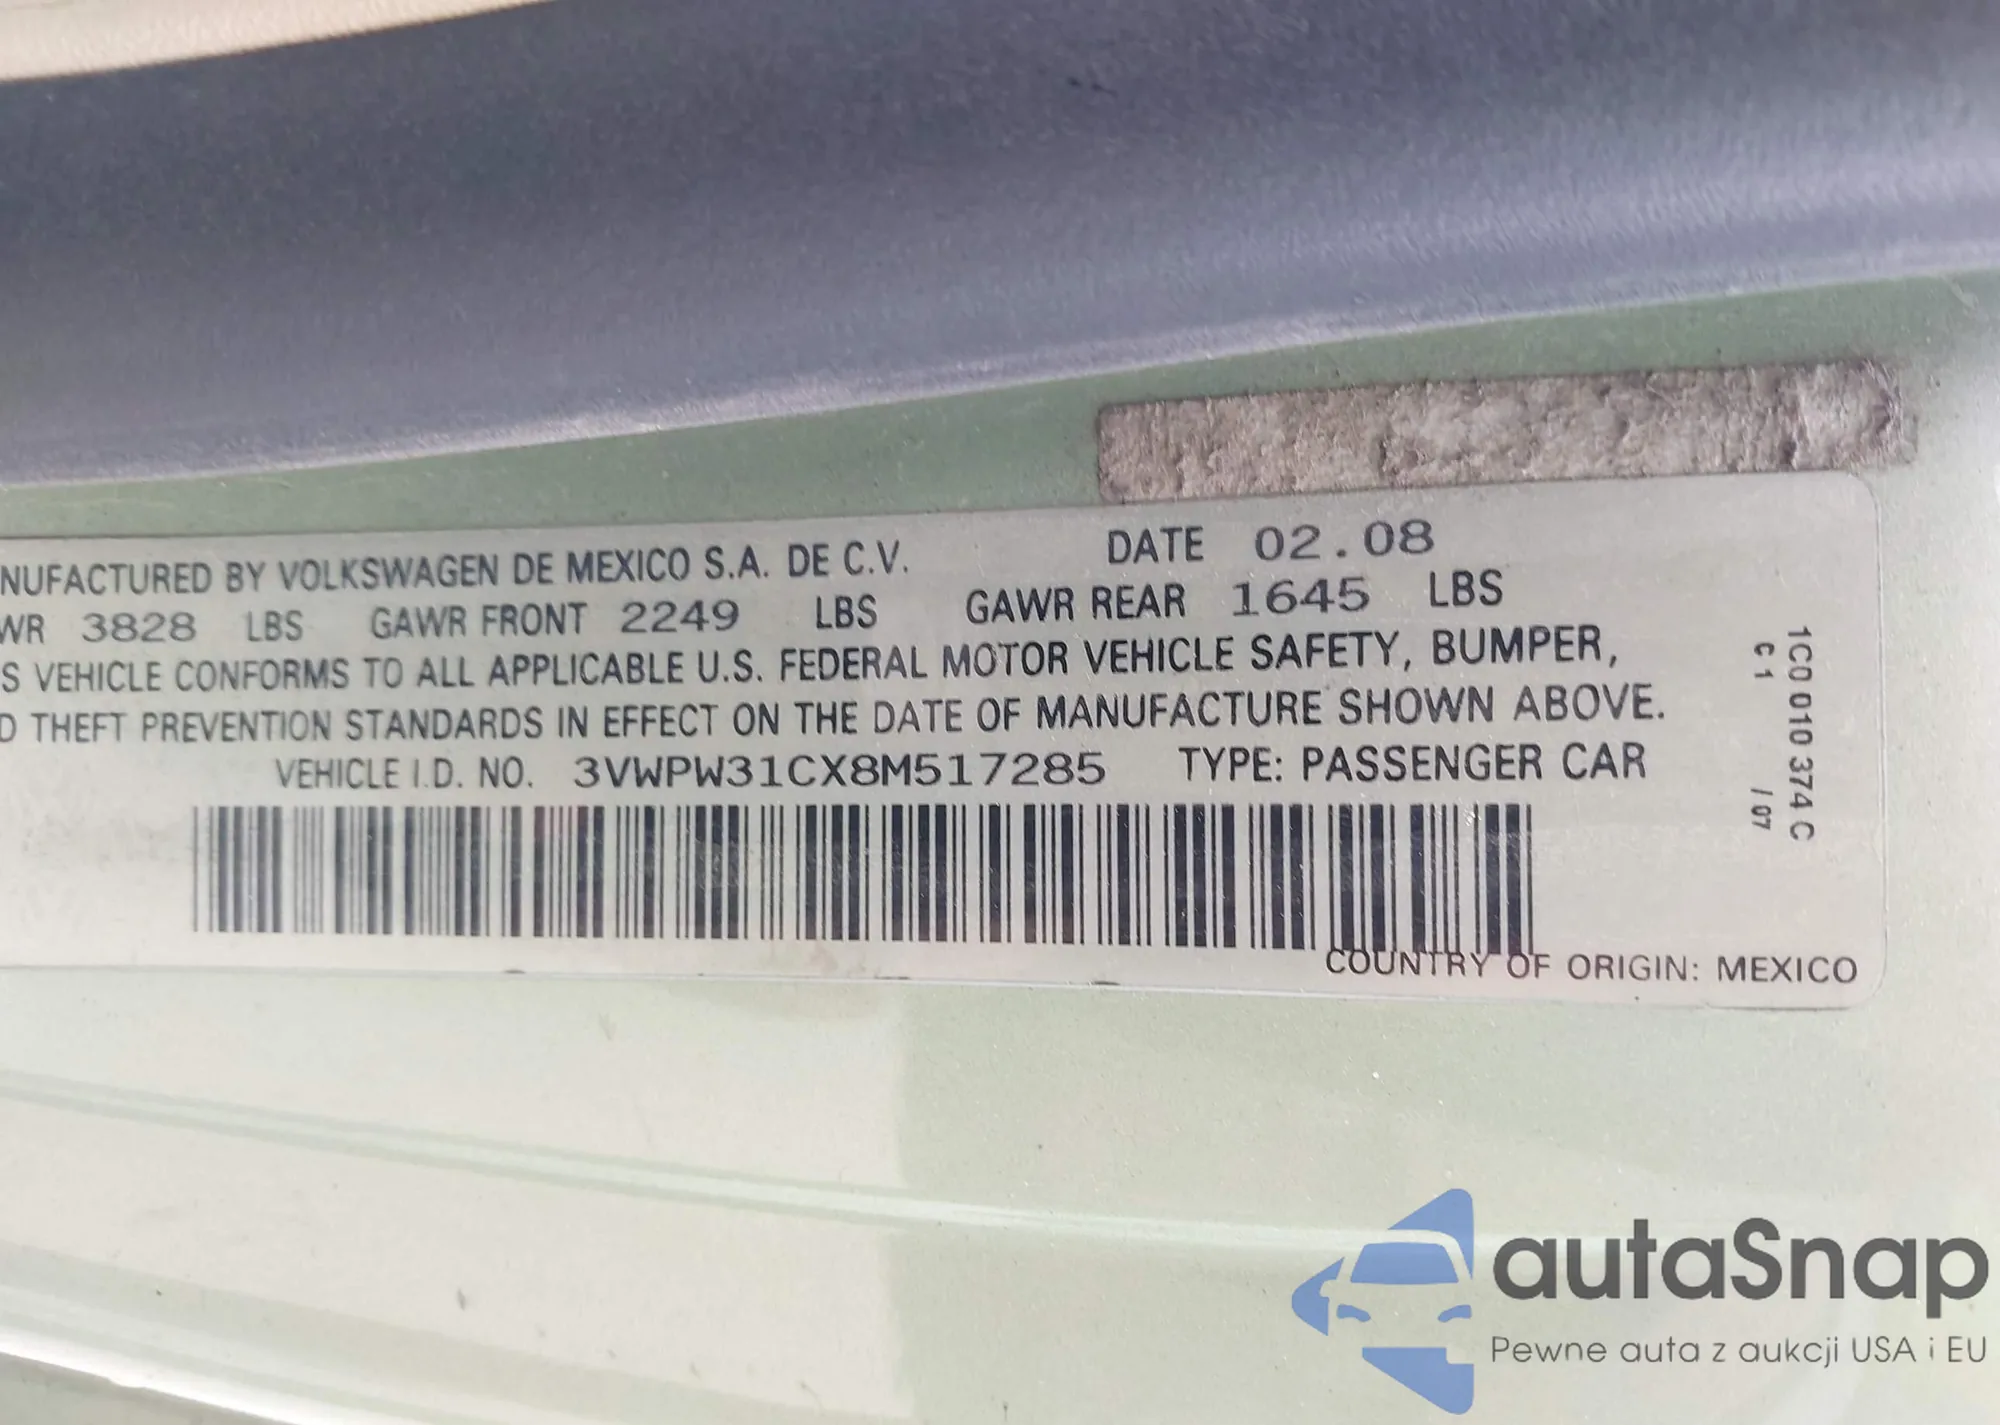 NUFACTURED BY VOLKSWAGEN DE MEXICO S.A. DE C.V. DATE 02.08
WR 3828 LBS GAWR FRONT 2249 LBS GAWR REAR 1645 LBS
S VEHICLE CONFORMS TO ALL APPLICABLE U.S. FEDERAL MOTOR VEHICLE SAFETY, BUMPER,
D THEFT PREVENTION STANDARDS IN EFFECT ON THE DATE OF MANUFACTURE SHOWN ABOVE.
VEHICLE I.D. NO. 3VWPW31CX8M517285 TYPE: PASSENGER CAR
COUNTRY OF ORIGIN: MEXICO
1C0 010 374 C
C 1 / 07
autaSnap
Pewne auta z aukcji USA i EU